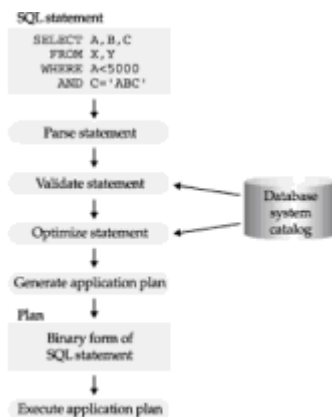 SQL statement
SELECT A,B,C
FROM X,Y
WHERE A<5000
AND C='ABC'
Parse statement
Validate statement
Database
system
catalog
Optimize statement
Generate application plan
Plan
Binary form of
SQL statement
Execute application plan